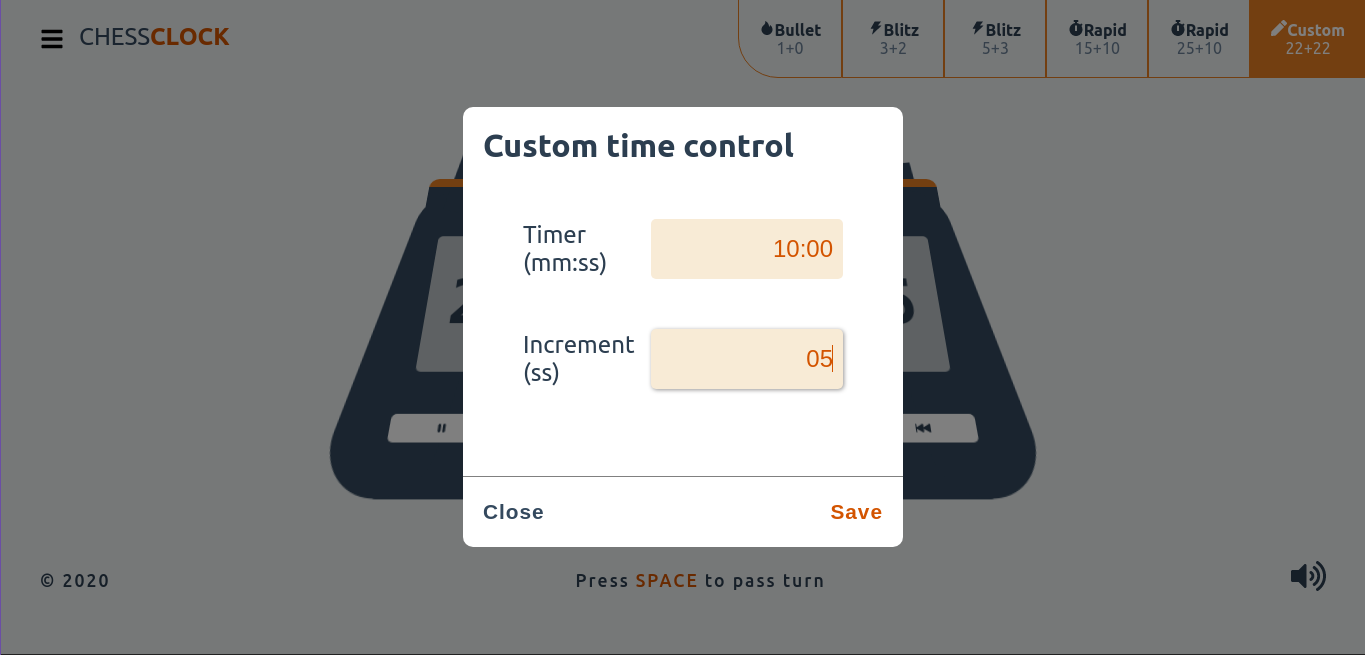 CHESSCLOCK
Bullet
1+0
Blitz
3+2
Blitz
5+3
Rapid
15+10
Rapid
25+10
Custom
22+22
Custom time control
Timer
(mm:ss)
10:00
Increment
(ss)
05
Close
Save
© 2020
Press SPACE to pass turn